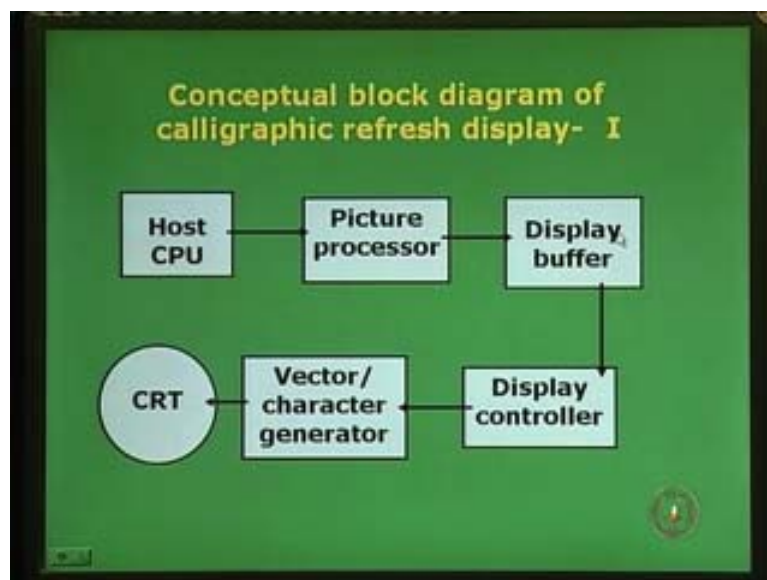 Conceptual block diagram of
calligraphic refresh display- I
Host
CPU
Picture
processor
Display
buffer
CRT
Vector/
character
generator
Display
controller